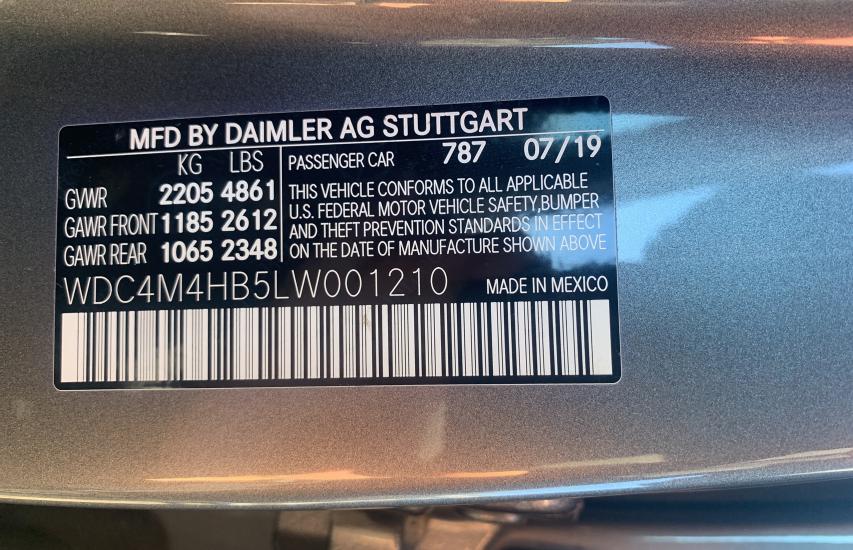 MFD BY DAIMLER AG STUTTGART
KG LBS
GVWR 2205 4861
GAWR FRONT 1185 2612
GAWR REAR 1065 2348
PASSENGER CAR 787 07/19
THIS VEHICLE CONFORMS TO ALL APPLICABLE
U.S. FEDERAL MOTOR VEHICLE SAFETY,BUMPER
AND THEFT PREVENTION STANDARDS IN EFFECT
ON THE DATE OF MANUFACTURE SHOWN ABOVE
WDC4M4HB5LW001210 MADE IN MEXICO